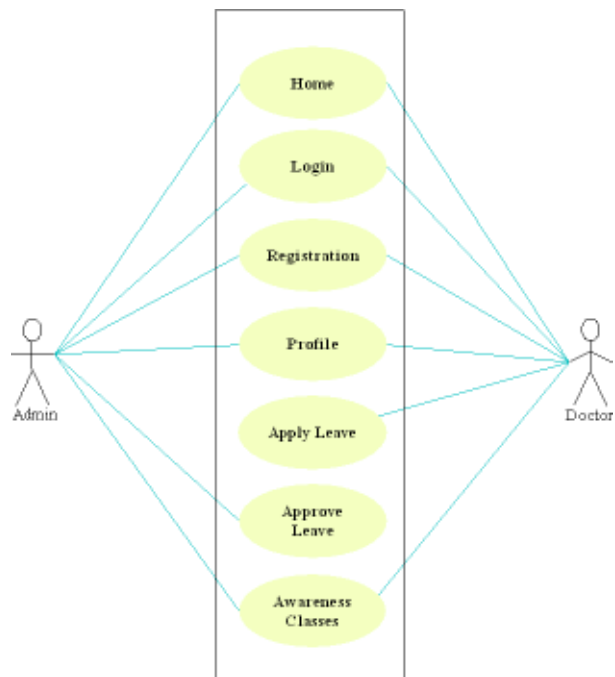 Home
Login
Registration
Profile
Admin
Doctor
Apply Leave
Approve
Leave
Awareness
Classes